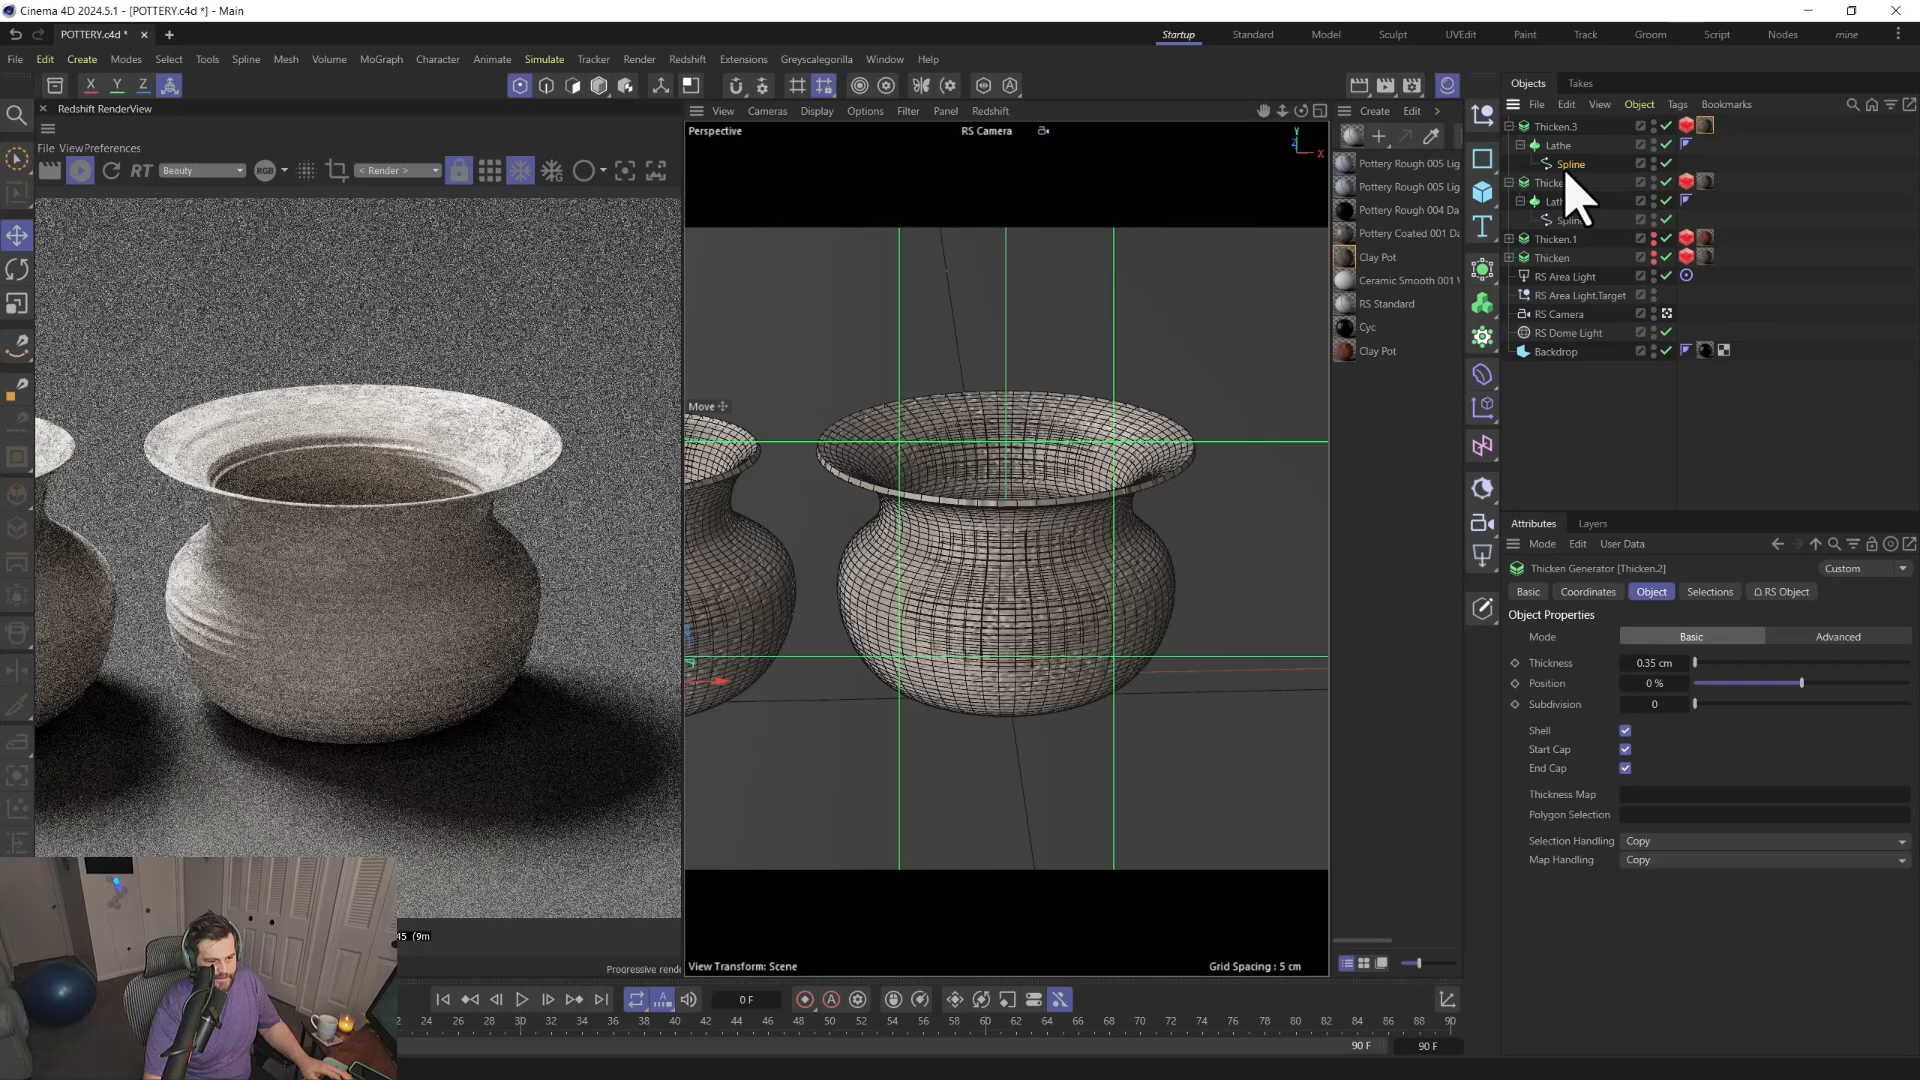 Cinema 4D 2024.5.1 - [POTTERY.c4d *] - Main
POTTERY.c4d *
Startup Standard Model Sculpt UVEdit Paint Track Groom Script Nodes mine
File Edit Create Modes Select Tools Spline Mesh Volume MoGraph Character Animate Simulate Tracker Render Redshift Extensions Greyscalegorilla Window Help
X Y Z
Redshift RenderView
File View Preferences
RT Beauty RGB < Render >
View Cameras Display Options Filter Panel Redshift
Perspective RS Camera
Y
Z
X
Move
View Transform: Scene
Grid Spacing : 5 cm
45 (9m
Progressive rend
Create Edit
Pottery Rough 005 Lig
Pottery Rough 005 Lig
Pottery Rough 004 Da
Pottery Coated 001 Da
Clay Pot
Ceramic Smooth 001
RS Standard
Cyc
Clay Pot
Objects Takes
File Edit View Object Tags Bookmarks
Thicken.3
Lathe
Spline
Thicke
Lath
Spline
Thicken.1
Thicken
RS Area Light
RS Area Light.Target
RS Camera
RS Dome Light
Backdrop
Attributes Layers
Mode Edit User Data
Thicken Generator [Thicken.2]
Custom
Basic Coordinates Object Selections RS Object
Object Properties
Mode Basic Advanced
Thickness 0.35 cm
Position 0 %
Subdivision 0
Shell
Start Cap
End Cap
Thickness Map
Polygon Selection
Selection Handling Copy
Map Handling Copy
0 F
24 26 28 30 32 34 36 38 40 42 44 46 48 50 52 54 56 58 60 62 64 66 68 70 72 74 76 78 80 82 84 86 88 90
90 F 90 F